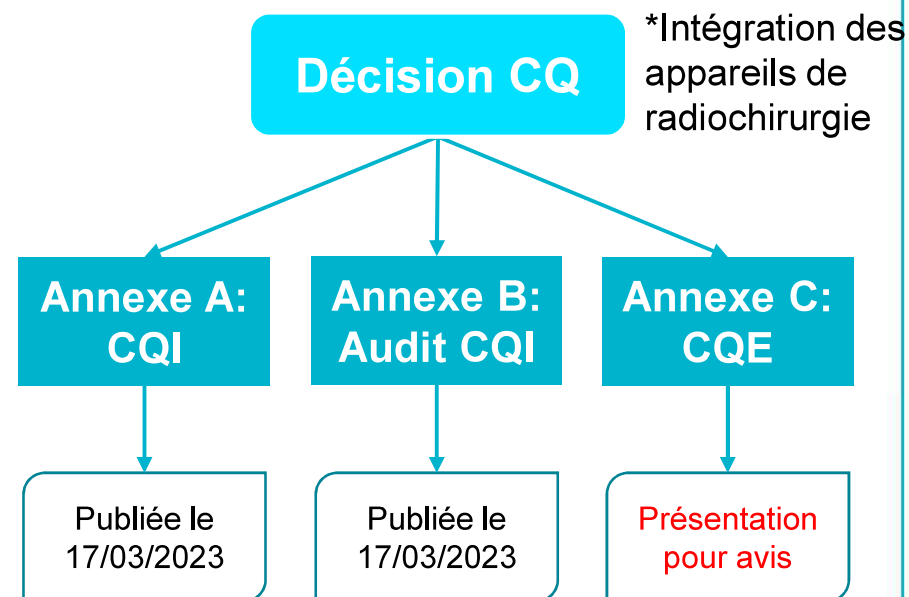 Décision CQ
*Intégration des
appareils de
radiochirurgie
Annexe A:
CQI
Annexe B:
Audit CQI
Annexe C:
CQE
Publiée le
17/03/2023
Publiée le
17/03/2023
Présentation
pour avis